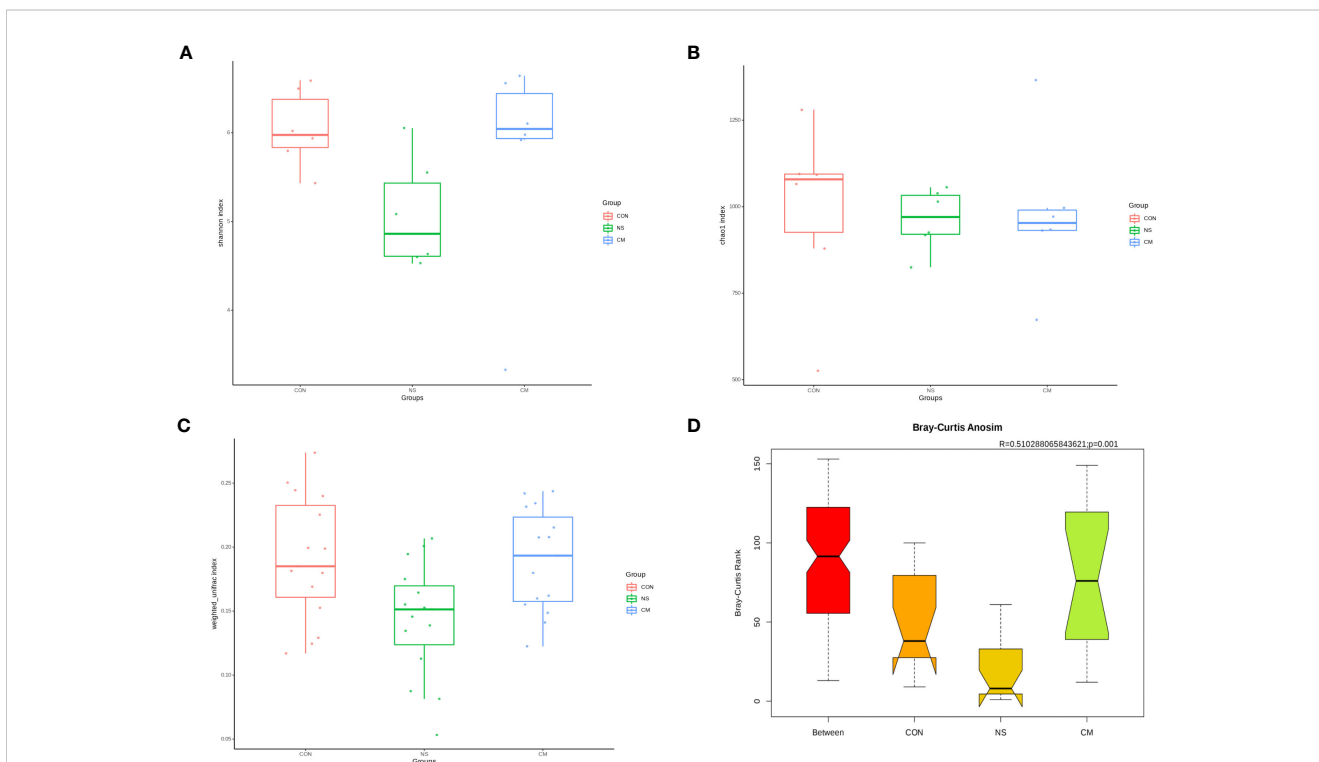 A
shannon index
6
5
4
CON
NS
CM
Groups
Group
CON
NS
CM
B
chao1 index
1250
1000
750
500
CON
NS
CM
Groups
Group
CON
NS
CM
C
weighted_unifrac index
0.25
0.20
0.15
0.10
0.05
CON
NS
CM
Groups
Group
CON
NS
CM
D
Bray-Curtis Anosim
R=0.510288065843621;p=0.001
Bray-Curtis Rank
150
100
50
0
Between
CON
NS
CM